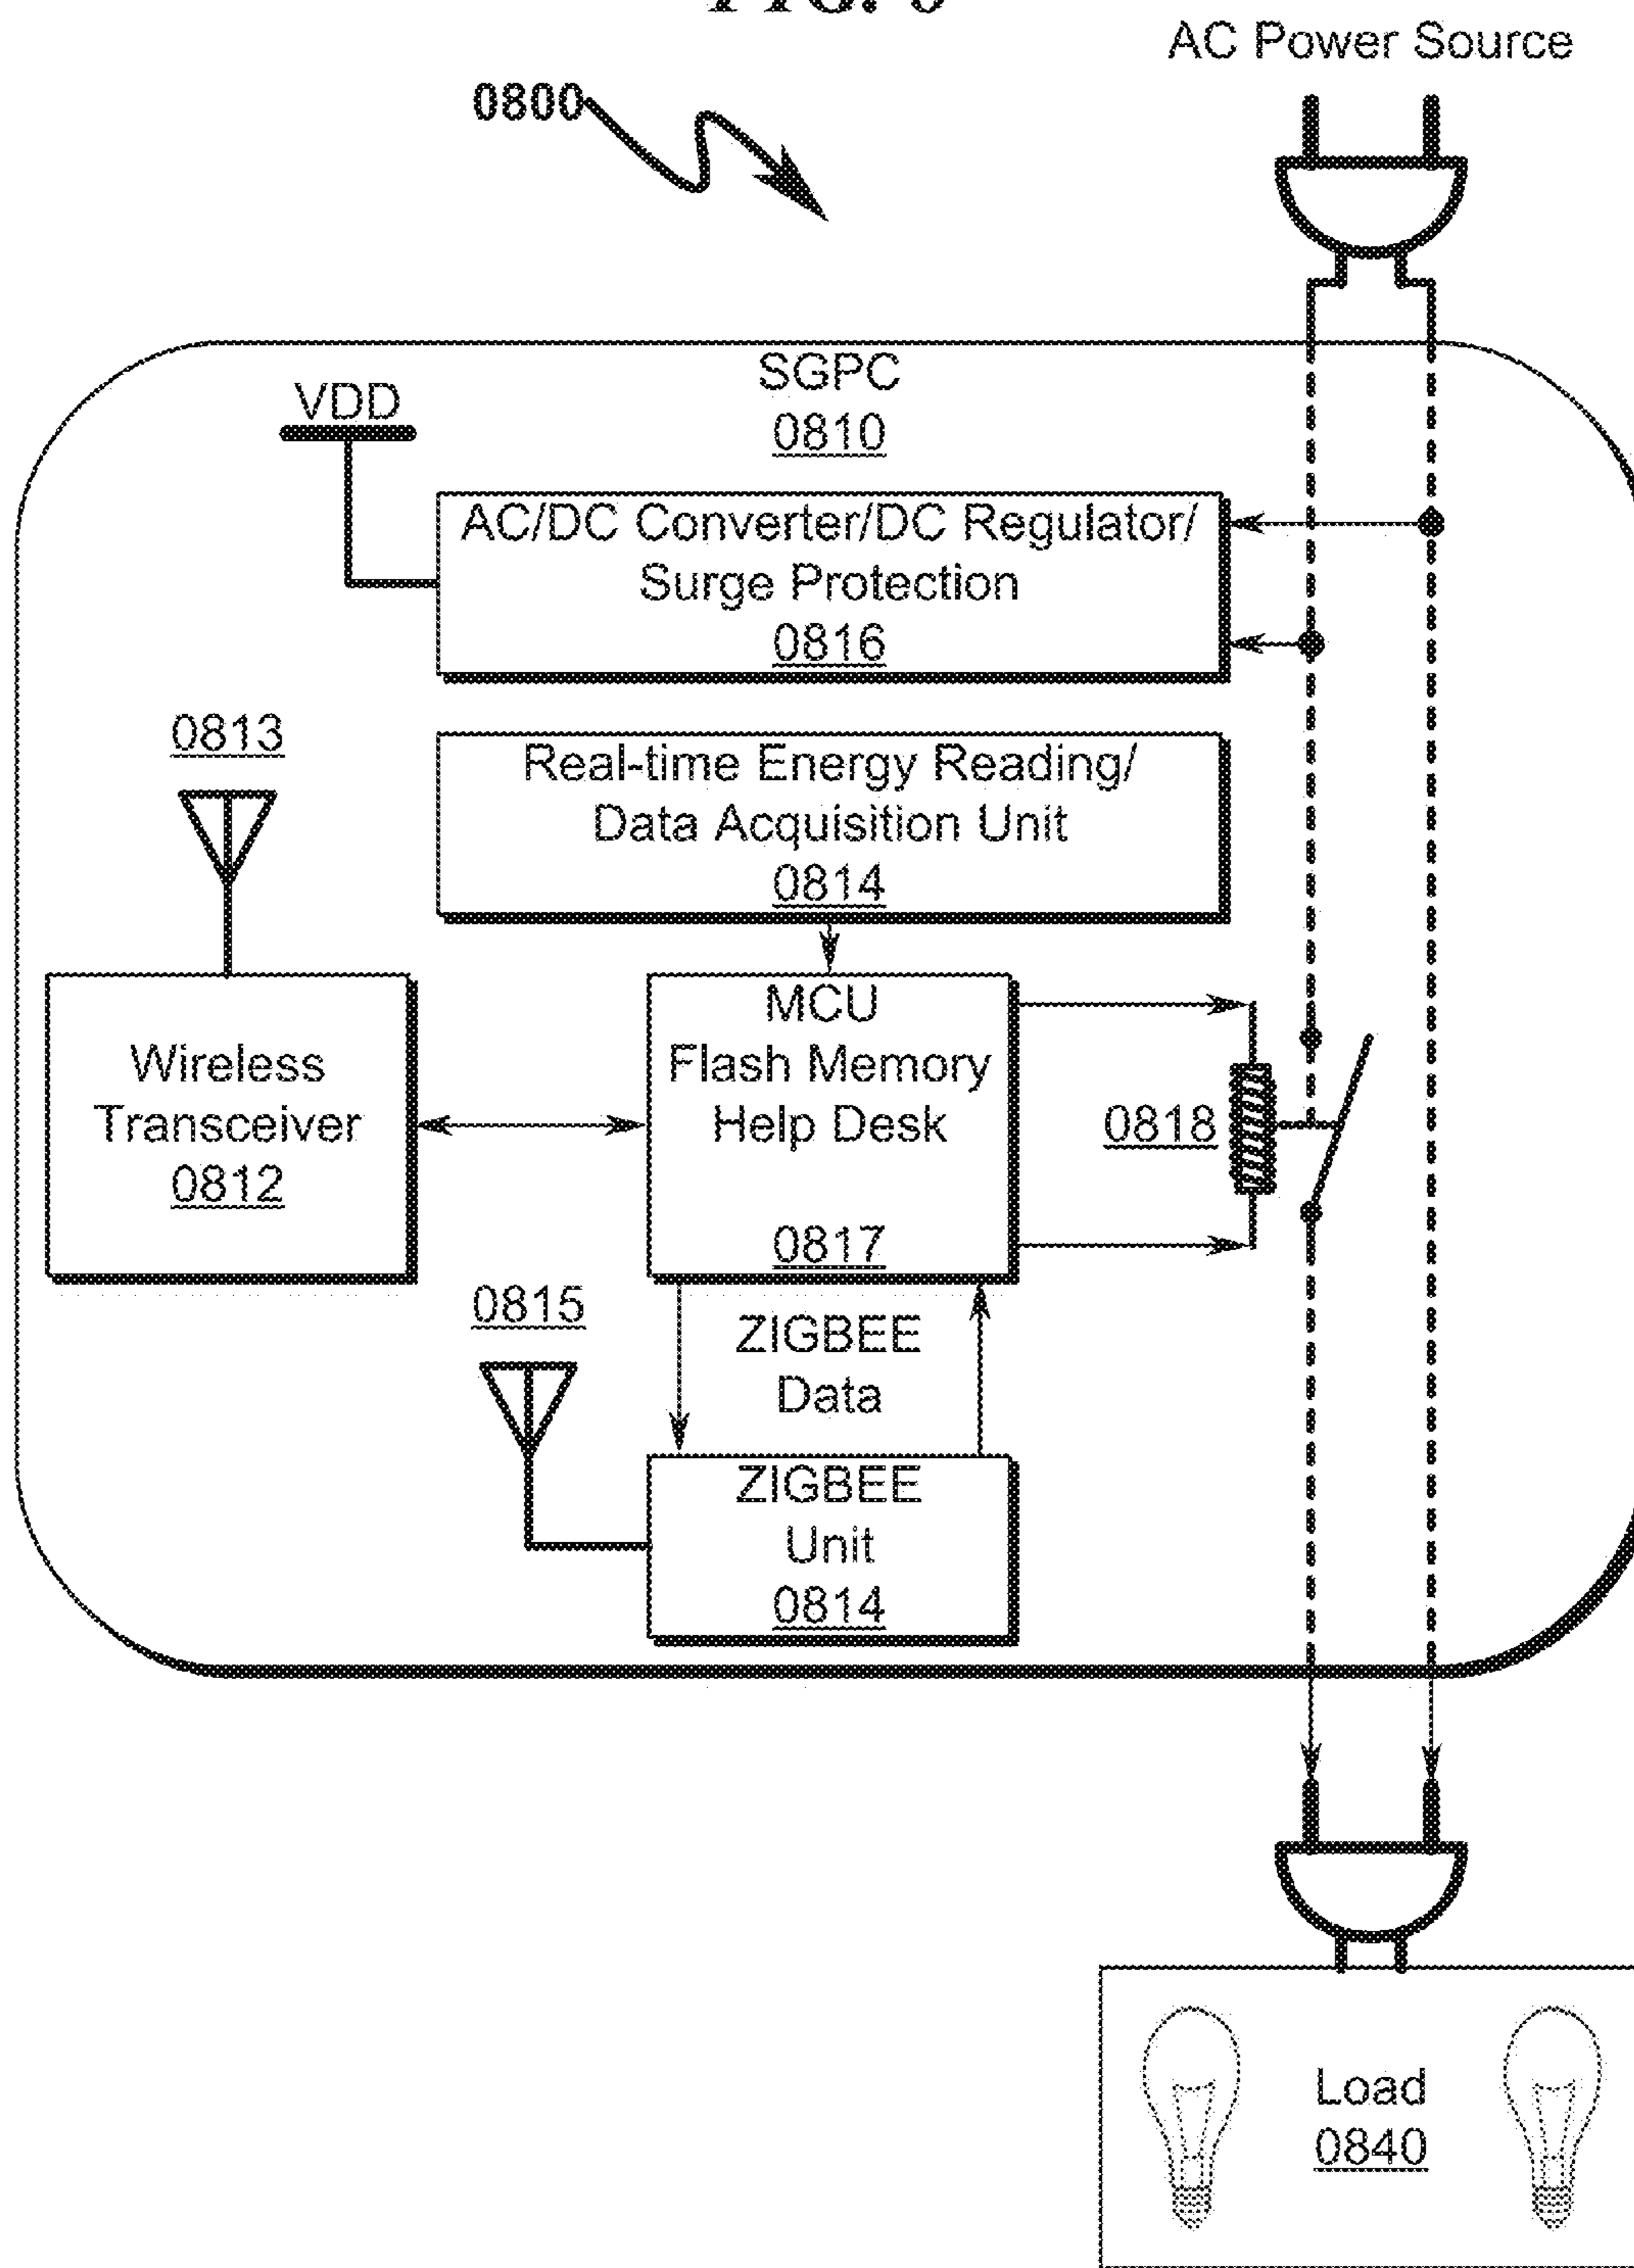 AC Power Source
0800
SGPC
0810
VDD
AC/DC Converter/DC Regulator/
Surge Protection
0816
0813
Real-time Energy Reading/
Data Acquisition Unit
0814
Wireless
Transceiver
0812
MCU
Flash Memory
Help Desk
0817
0818
0815
ZIGBEE
Data
ZIGBEE
Unit
0814
Load
0840